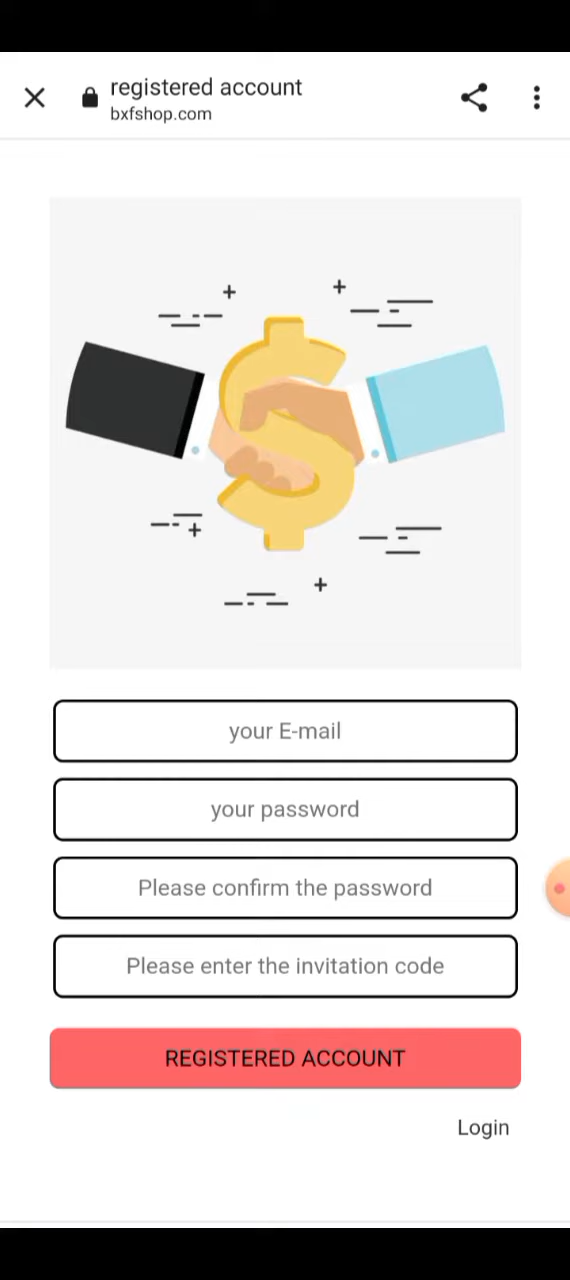 registered account
bxfshop.com
your E-mail
your password
Please confirm the password
Please enter the invitation code
REGISTERED ACCOUNT
Login